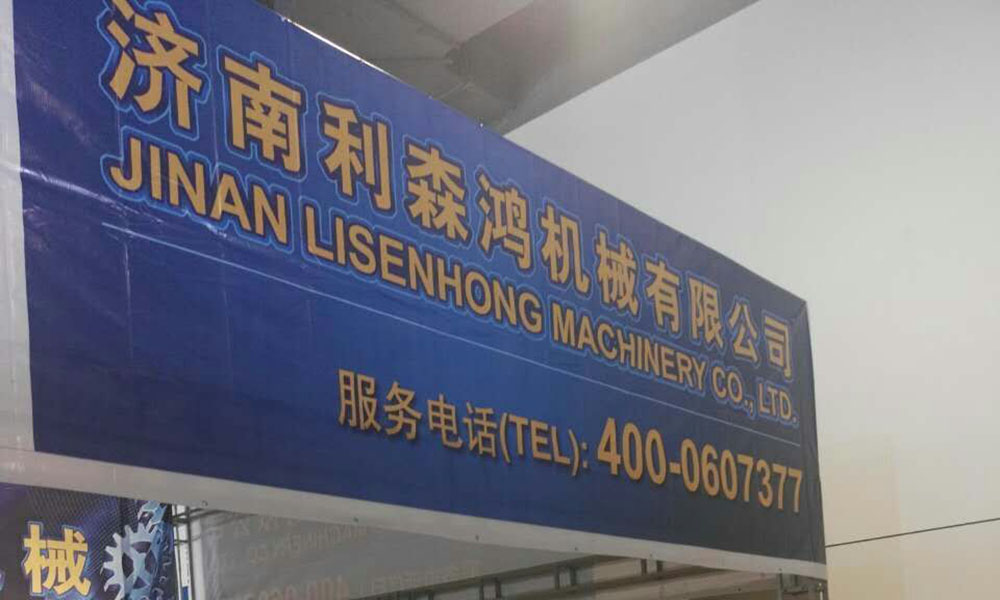 济南利森鸿机械有限公司
JINAN LISENHONG MACHINERY CO., LTD.
服务电话(TEL): 400-0607377
械